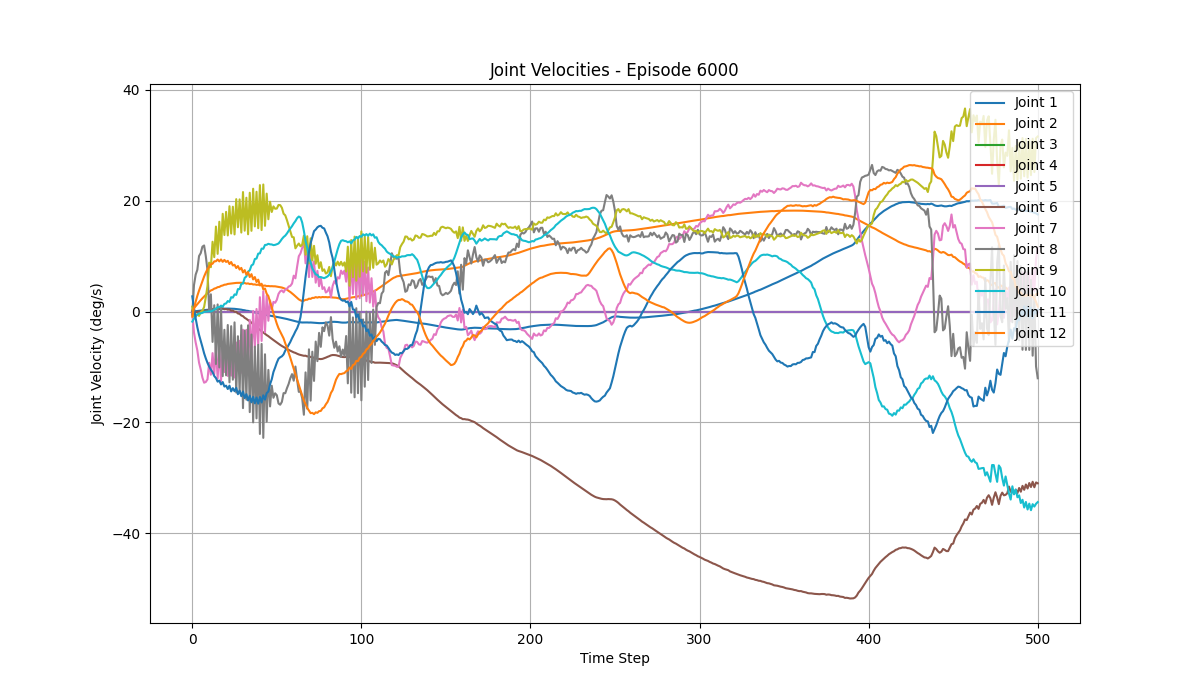 Joint Velocities - Episode 6000
40
20
0
−20
−40
Joint Velocity (deg/s)
0
100
200
300
400
500
Time Step
Joint 1
Joint 2
Joint 3
Joint 4
Joint 5
Joint 6
Joint 7
Joint 8
Joint 9
Joint 10
Joint 11
Joint 12